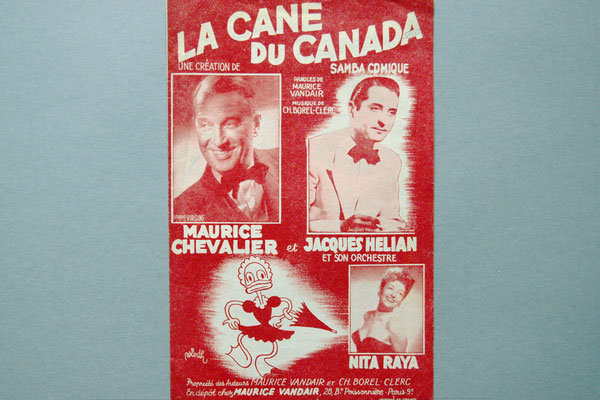 LA CANE
DU CANADA
UNE CRÉATION DE
SAMBA COMIQUE
PAROLES DE
MAURICE
VANDAIR
MUSIQUE DE
CH. BOREL-CLERC
MAURICE
CHEVALIER et JACQUES HELIAN
ET SON ORCHESTRE
NITA RAYA
Propriété des Auteurs MAURICE VANDAIR ET CH. BOREL-CLERC
En dépôt chez MAURICE VANDAIR, 28, Bd Poissonnière-Paris 9e